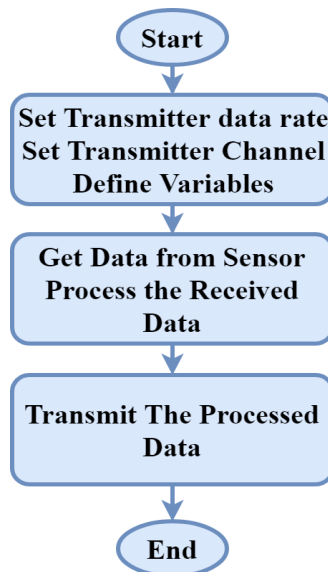 Start
Set Transmitter data rate
Set Transmitter Channel
Define Variables
Get Data from Sensor
Process the Received
Data
Transmit The Processed
Data
End